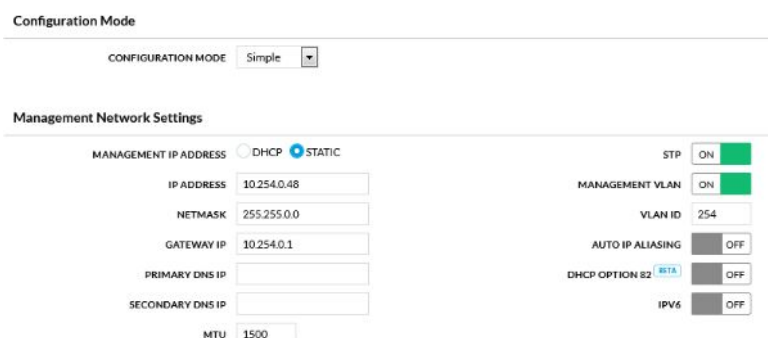 Configuration Mode
CONFIGURATION MODE Simple
Management Network Settings
MANAGEMENT IP ADDRESS DHCP STATIC STP ON
IP ADDRESS 10.254.0.48 MANAGEMENT VLAN ON
NETMASK 255.255.0.0 VLAN ID 254
GATEWAY IP 10.254.0.1 AUTO IP ALIASING OFF
PRIMARY DNS IP DHCP OPTION 82 BETA OFF
SECONDARY DNS IP IPV6 OFF
MTU 1500